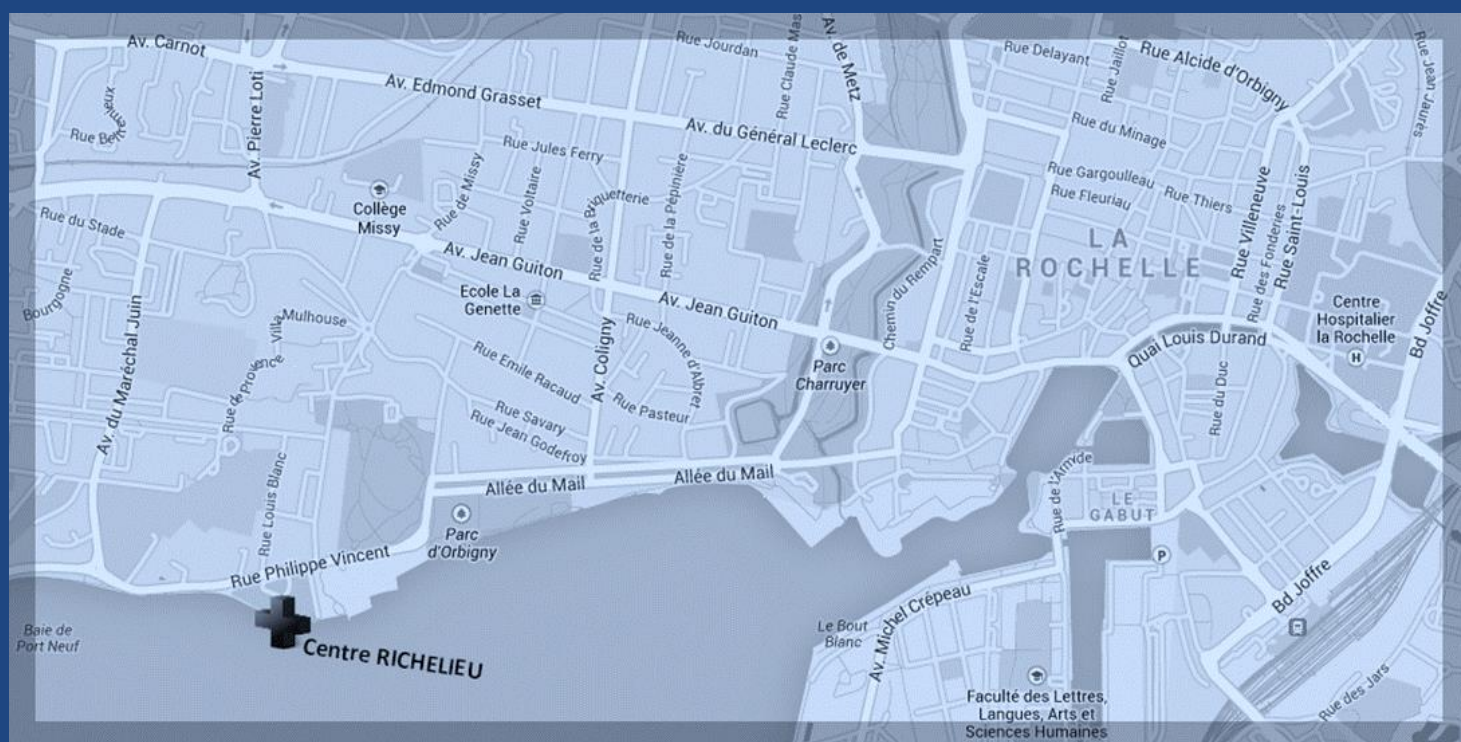 Av. Carnot
Rue Jourdan
Rue Claude Mas
Av. de Metz
Rue Delayant
Rue Jaillot
Rue Alcide d'Orbigny
Rue Jean Jaurès
Av. Pierre Loti
Av. Edmond Grasset
Av. du Général Leclerc
Rue du Minage
Rue Jules Ferry
Rue de Missy
Rue Voltaire
Rue de la Briquetterie
Rue de la Pépinière
Rue Gargoulleau
Rue Fleuriau
Rue Thiers
Rue Villeneuve
Rue des Fonderies
Rue Saint-Louis
Collège
Missy
Rue du Stade
Bourgogne
Av. Jean Guiton
Av. Jean Guiton
LA
ROCHELLE
Chemin du Rempart
Rue de l'Escale
Ecole La
Genette
Centre
Hospitalier
la Rochelle
H
Bd Joffre
Mulhouse
Villa
Rue de Provence
Av. du Maréchal Juin
Av. Coligny
Rue Jeanne d'Albret
Rue Emile Racaud
Rue Pasteur
Rue Savary
Rue Jean Godefroy
Parc
Charruyer
Quai Louis Durand
Rue du Duc
Rue Louis Blanc
Allée du Mail
Allée du Mail
LE
GABUT
P
Parc
d'Orbigny
Rue Philippe Vincent
Bd Joffre
Baie de
Port Neuf
Centre RICHELIEU
Le Bout
Blanc
Av. Michel Crépeau
Faculté des Lettres,
Langues, Arts et
Sciences Humaines
Rue des Jars